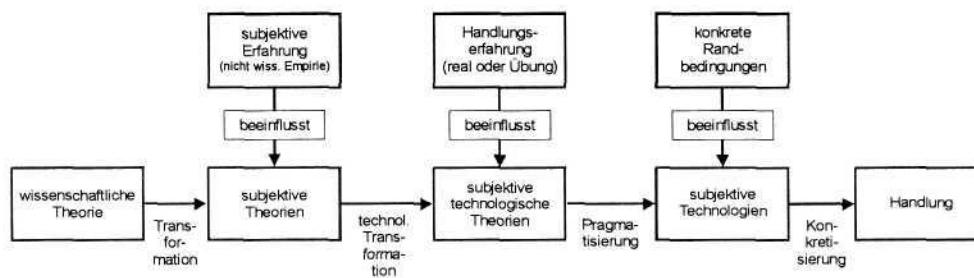 subjektive
Erfahrung
(nicht wiss. Empirie)
Handlungs-
erfahrung
(real oder Übung)
konkrete
Rand-
bedingungen
beeinflusst
beeinflusst
beeinflusst
wissenschaftliche
Theorie
subjektive
Theorien
subjektive
technologische
Theorien
subjektive
Technologien
Handlung
Trans-
for-
mation
technol.
Trans-
forma-
tion
Pragma-
tisierung
Kon-
kreti-
sierung